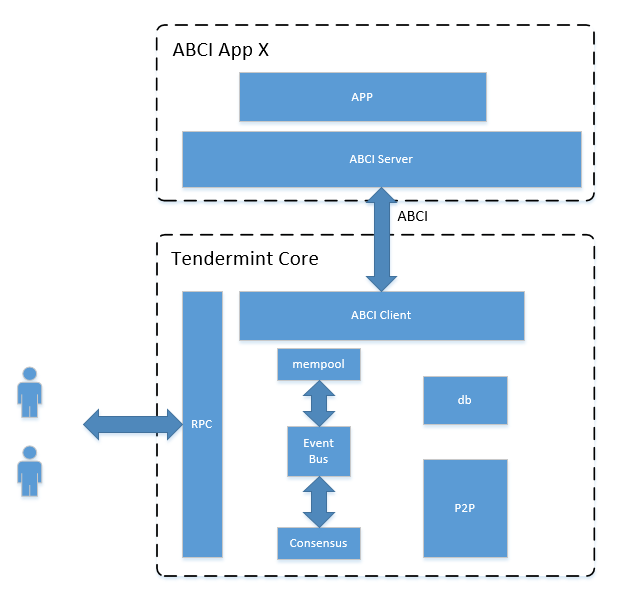 ABCI App X
APP
ABCI Server
ABCI
Tendermint Core
ABCI Client
mempool
db
RPC
Event
Bus
P2P
Consensus